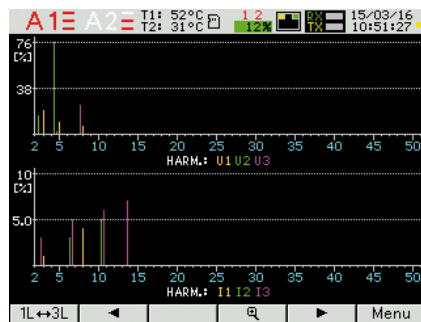 A1 A2 T1: 52°C 1 2 RX 15/03/16
T2: 31°C 12% TX 10:51:27
76
[%]
38
2 5 10 15 20 25 30 35 40 45 50
HARM.: U1 U2 U3
10
[%]
5.0
2 5 10 15 20 25 30 35 40 45 50
HARM.: I1 I2 I3
1L↔3L ◄ ► Menu